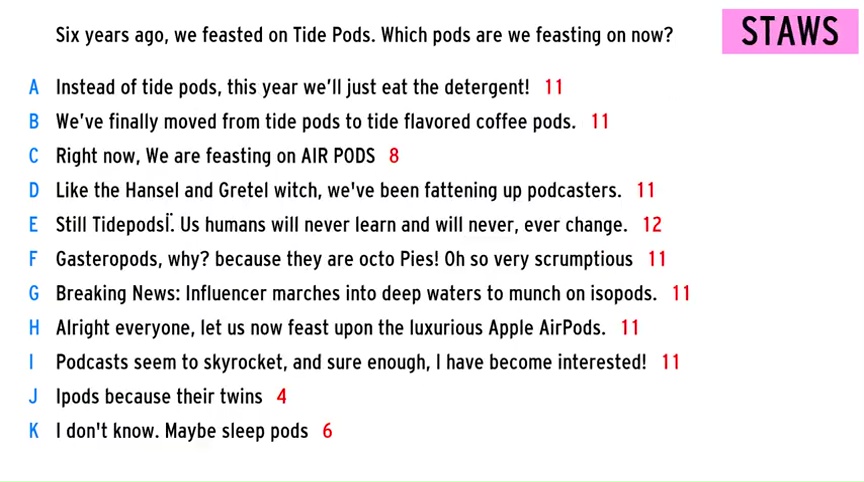 Six years ago, we feasted on Tide Pods. Which pods are we feasting on now?
STAWS
A Instead of tide pods, this year we'll just eat the detergent! 11
B We've finally moved from tide pods to tide flavored coffee pods. 11
C Right now, We are feasting on AIR PODS 8
D Like the Hansel and Gretel witch, we've been fattening up podcasters. 11
E Still TidepodsÏ. Us humans will never learn and will never, ever change. 12
F Gasteropods, why? because they are octo Pies! Oh so very scrumptious 11
G Breaking News: Influencer marches into deep waters to munch on isopods. 11
H Alright everyone, let us now feast upon the luxurious Apple AirPods. 11
I Podcasts seem to skyrocket, and sure enough, I have become interested! 11
J Ipods because their twins 4
K I don't know. Maybe sleep pods 6